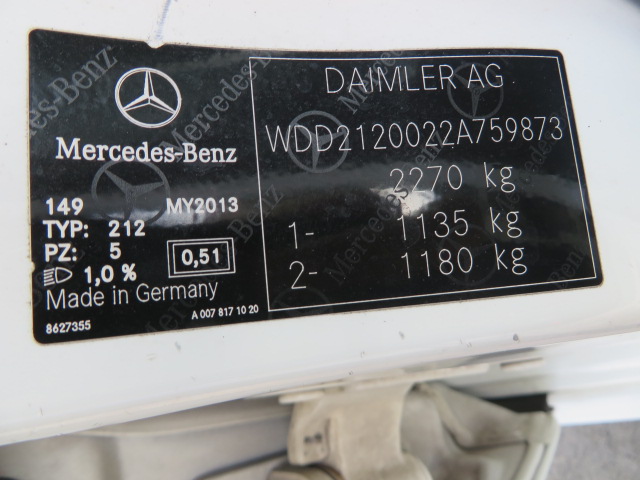 Mercedes-Benz
149 MY2013
TYP: 212
PZ: 5 0,51
1,0 %
Made in Germany
8627355 A 007 817 10 20
DAIMLER AG
WDD2120022A759873
2270 kg
1- 1135 kg
2- 1180 kg